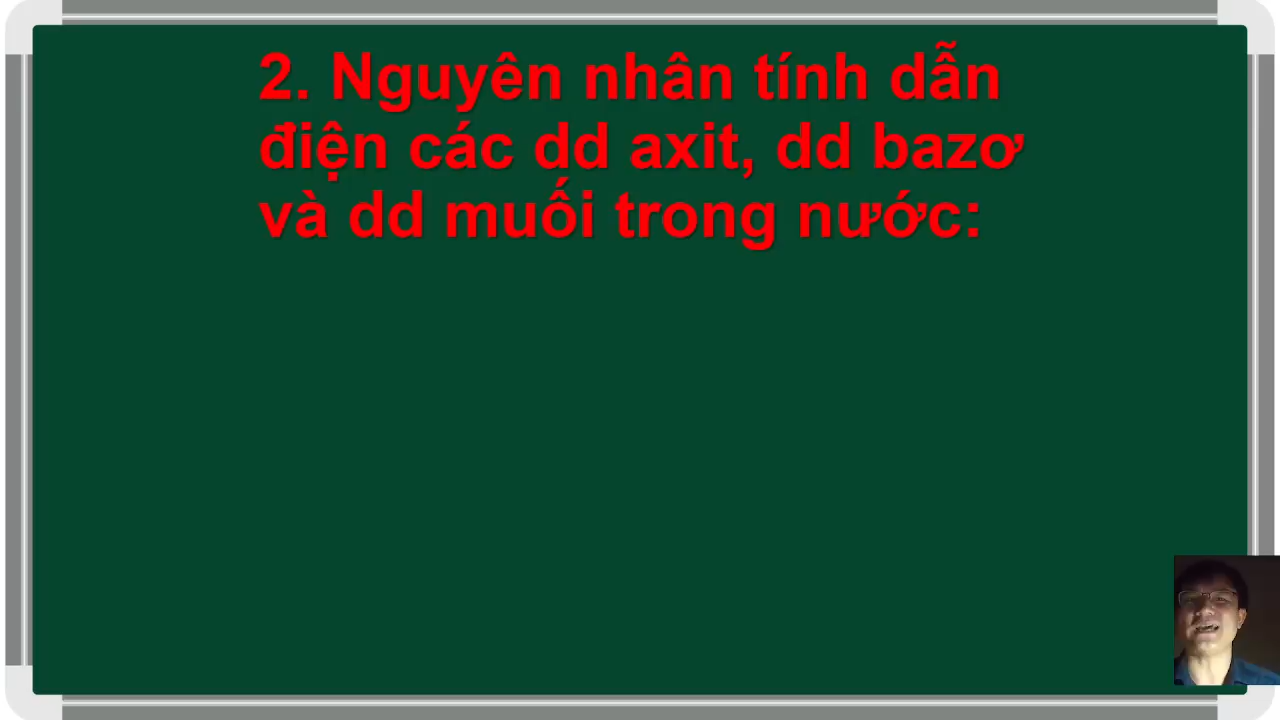 2. Nguyên nhân tính dẫn
điện các dd axit, dd bazơ
và dd muối trong nước: